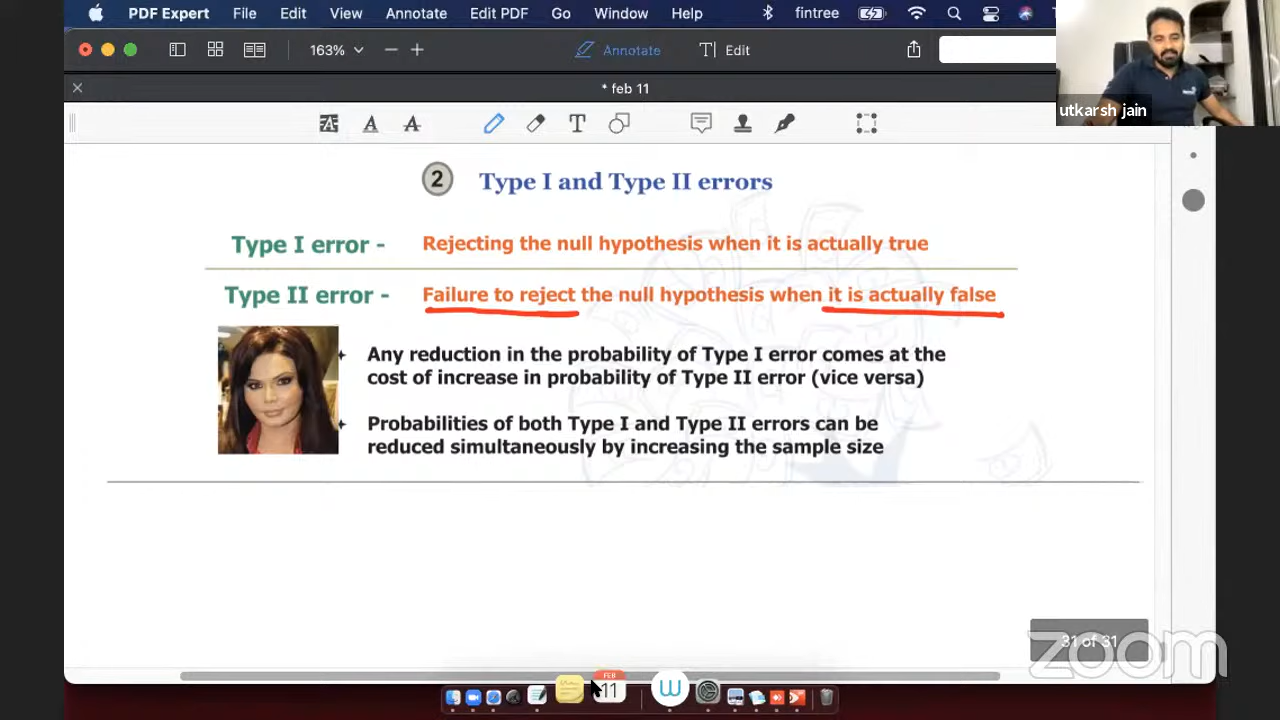 PDF Expert File Edit View Annotate Edit PDF Go Window Help fintree
163% Annotate T Edit
* feb 11
utkarsh jain
A A T
2 Type I and Type II errors
Type I error - Rejecting the null hypothesis when it is actually true
Type II error - Failure to reject the null hypothesis when it is actually false
Any reduction in the probability of Type I error comes at the
cost of increase in probability of Type II error (vice versa)
Probabilities of both Type I and Type II errors can be
reduced simultaneously by increasing the sample size
31 of 31
zoom
FEB
11